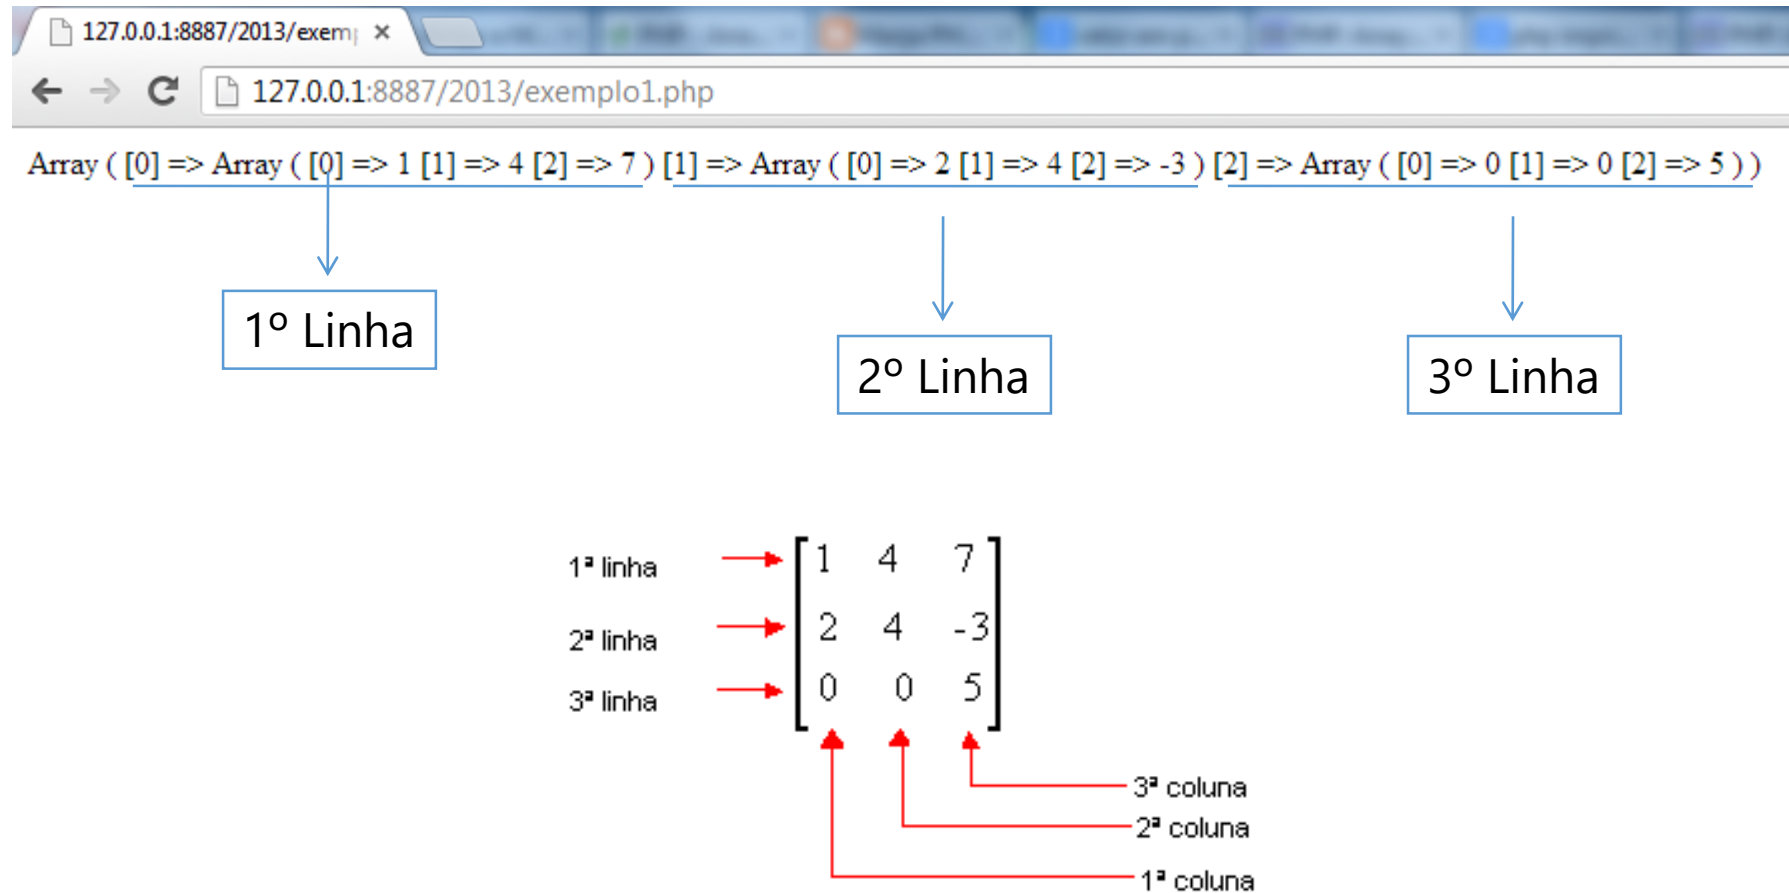 127.0.0.1:8887/2013/exem
127.0.0.1:8887/2013/exemplo1.php
Array ( [0] => Array ( [0] => 1 [1] => 4 [2] => 7 ) [1] => Array ( [0] => 2 [1] => 4 [2] => -3 ) [2] => Array ( [0] => 0 [1] => 0 [2] => 5 ) )
1º Linha
2º Linha
3º Linha
1ª linha 1 4 7
2ª linha 2 4 -3
3ª linha 0 0 5
3ª coluna
2ª coluna
1ª coluna